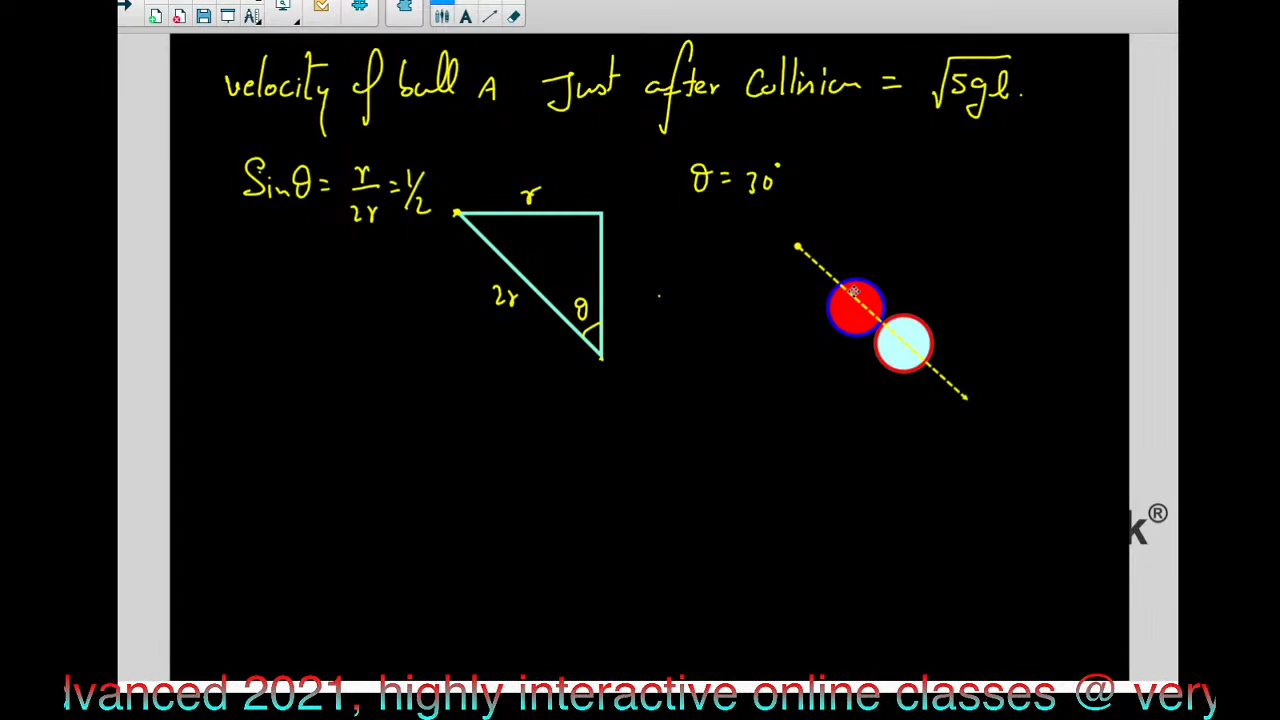 velocity of ball A Just after Collision = √5gl.
Sinθ = r/2r = 1/2
θ = 30°
r
2r
θ
k®
dvanced 2021, highly interactive online classes @ very